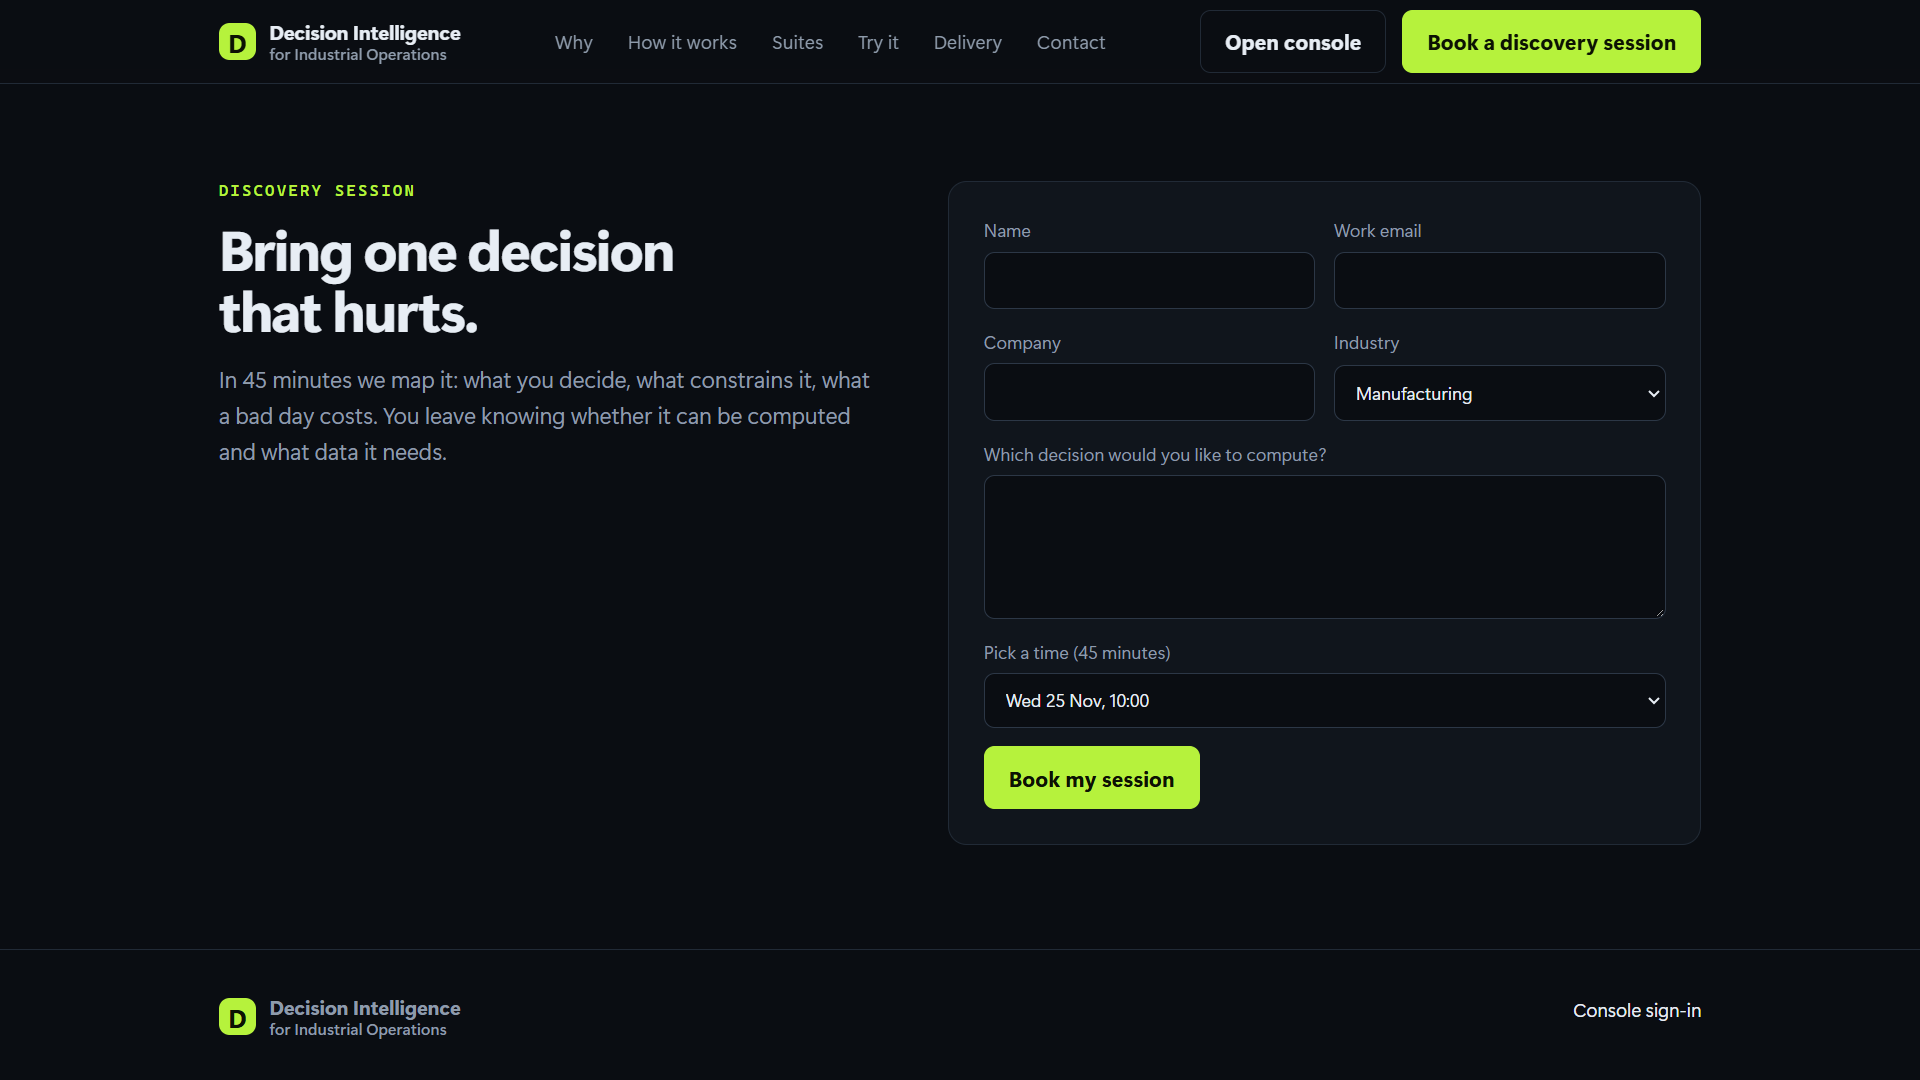 D
Decision Intelligence
for Industrial Operations
Why
How it works
Suites
Try it
Delivery
Contact
Open console
Book a discovery session
DISCOVERY SESSION
Bring one decision
that hurts.
In 45 minutes we map it: what you decide, what constrains it, what
a bad day costs. You leave knowing whether it can be computed
and what data it needs.
Name
Work email
Company
Industry
Manufacturing
Which decision would you like to compute?
Pick a time (45 minutes)
Wed 25 Nov, 10:00
Book my session
D
Decision Intelligence
for Industrial Operations
Console sign-in